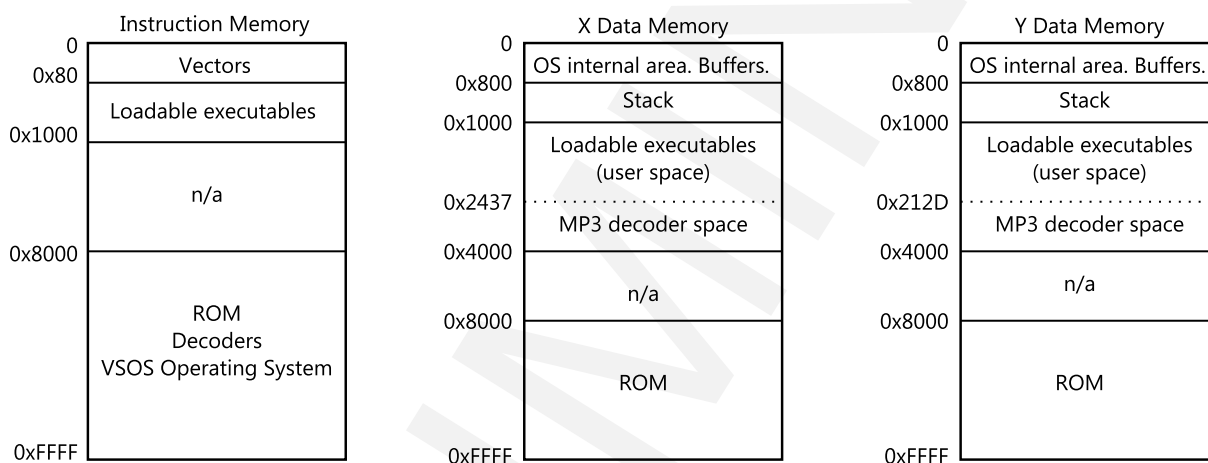 Instruction Memory
0
Vectors
0x80
Loadable executables
0x1000
n/a
0x8000
ROM
Decoders
VSOS Operating System
0xFFFF
X Data Memory
0
OS internal area. Buffers.
0x800
Stack
0x1000
Loadable executables
(user space)
0x2437
MP3 decoder space
0x4000
n/a
0x8000
ROM
0xFFFF
Y Data Memory
0
OS internal area. Buffers.
0x800
Stack
0x1000
Loadable executables
(user space)
0x212D
MP3 decoder space
0x4000
n/a
0x8000
ROM
0xFFFF